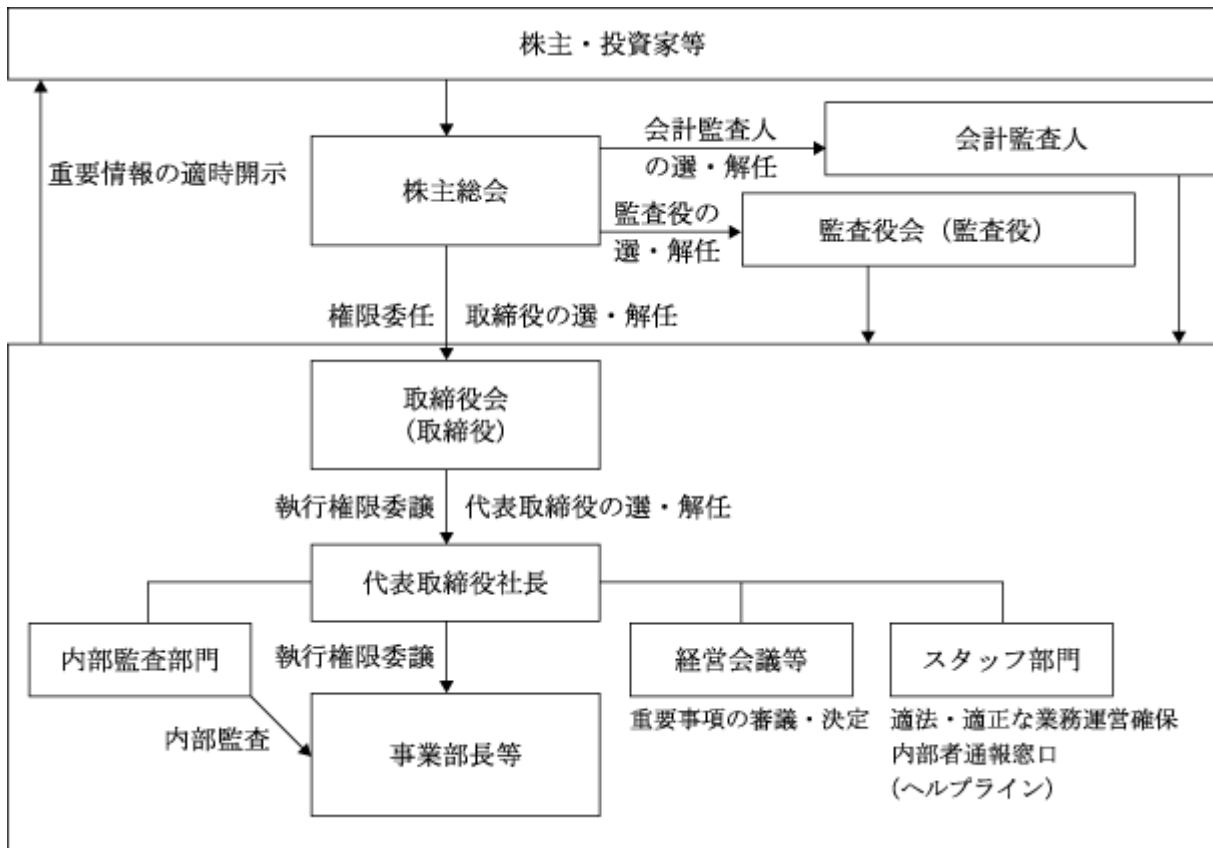 株主・投資家等
会計監査人
の選・解任
会計監査人
重要情報の適時開示
株主総会
監査役の
選・解任
監査役会（監査役）
権限委任
取締役の選・解任
取締役会
(取締役)
執行権限委譲
代表取締役の選・解任
代表取締役社長
内部監査部門
執行権限委譲
経営会議等
スタッフ部門
重要事項の審議・決定
適法・適正な業務運営確保
内部者通報窓口
(ヘルプライン)
内部監査
事業部長等